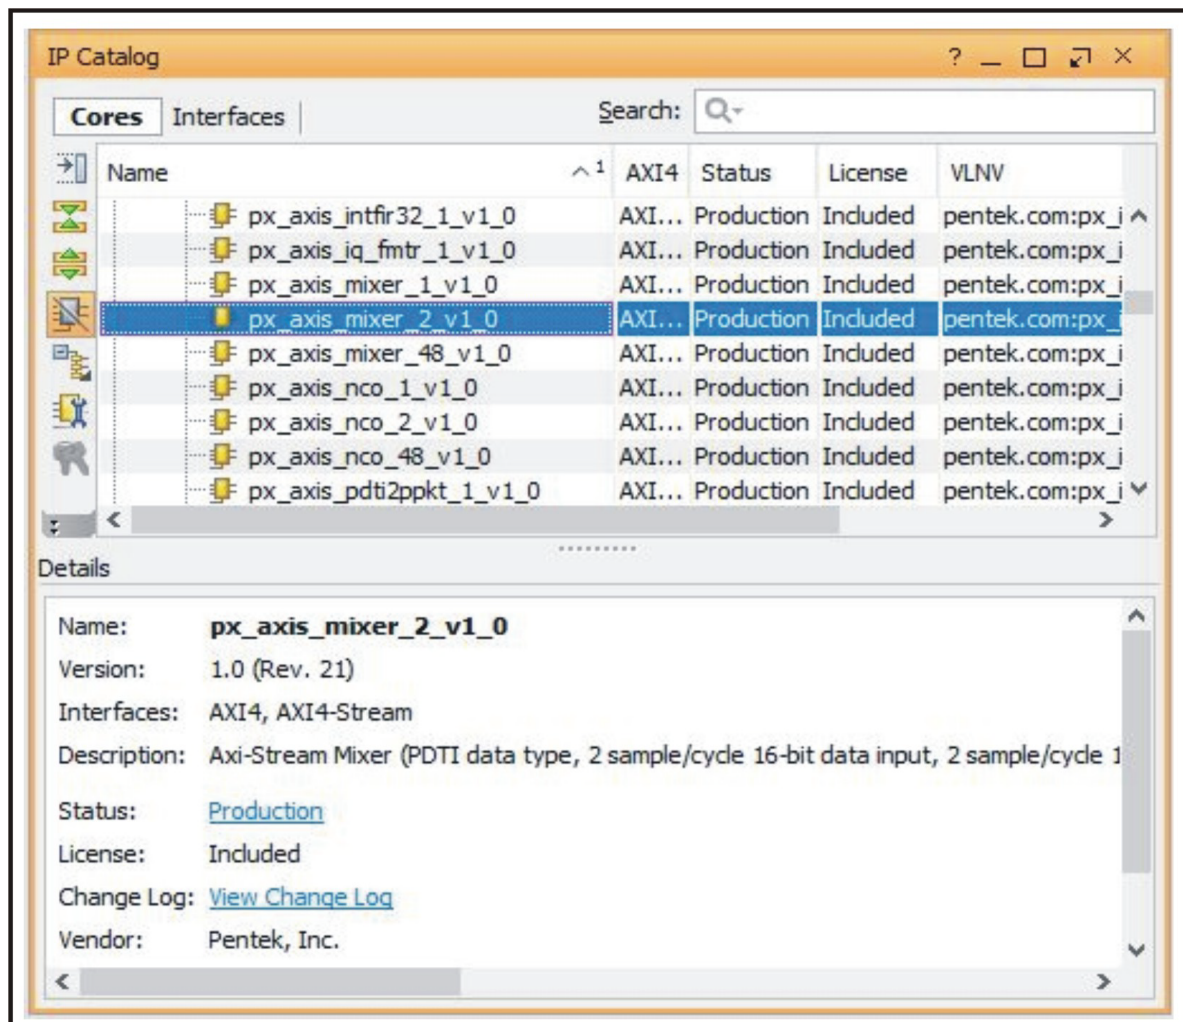 IP Catalog ?
Cores Interfaces Search:
Name 1 AXI4 Status License VLNV
px_axis_intfir32_1_v1_0 AXI... Production Included pentek.com:px_i
px_axis_iq_fmtr_1_v1_0 AXI... Production Included pentek.com:px_i
px_axis_mixer_1_v1_0 AXI... Production Included pentek.com:px_i
px_axis_mixer_2_v1_0 AXI... Production Included pentek.com:px_i
px_axis_mixer_48_v1_0 AXI... Production Included pentek.com:px_i
px_axis_nco_1_v1_0 AXI... Production Included pentek.com:px_i
px_axis_nco_2_v1_0 AXI... Production Included pentek.com:px_i
px_axis_nco_48_v1_0 AXI... Production Included pentek.com:px_i
px_axis_pdti2ppkt_1_v1_0 AXI... Production Included pentek.com:px_i
Details
Name: px_axis_mixer_2_v1_0
Version: 1.0 (Rev. 21)
Interfaces: AXI4, AXI4-Stream
Description: Axi-Stream Mixer (PDTI data type, 2 sample/cycle 16-bit data input, 2 sample/cycle 1
Status: Production
License: Included
Change Log: View Change Log
Vendor: Pentek, Inc.